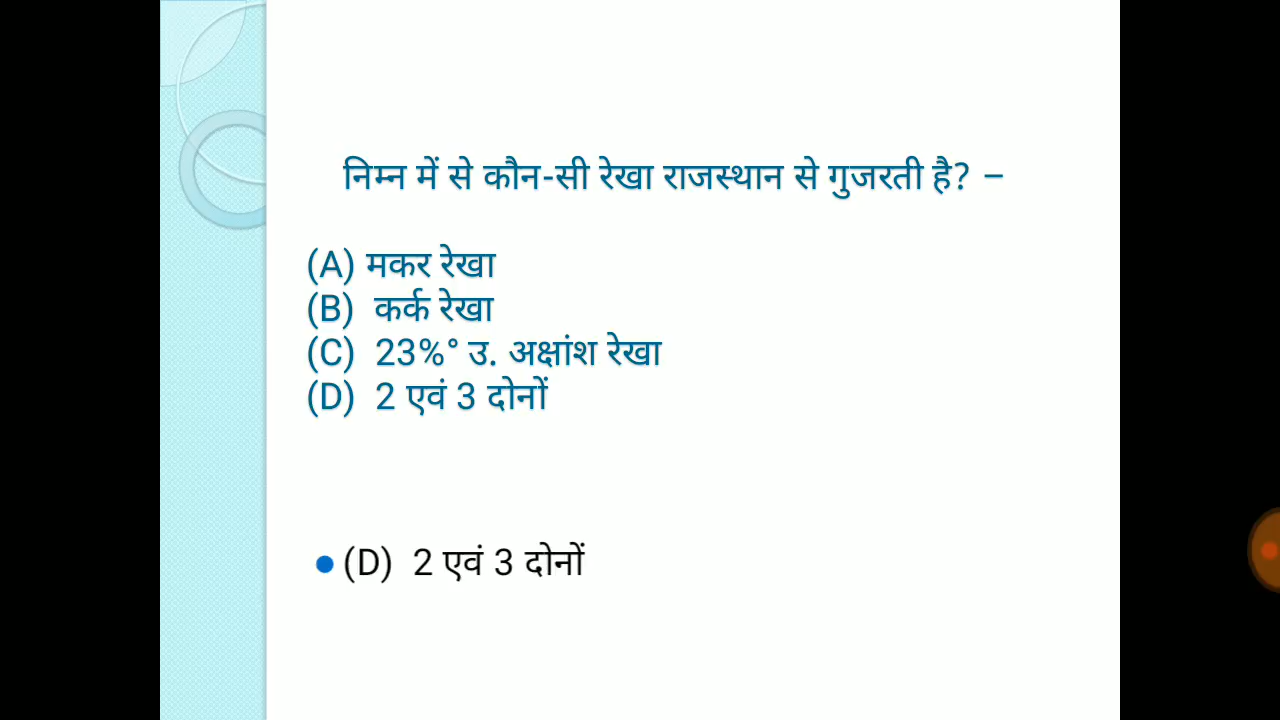 निम्न में से कौन-सी रेखा राजस्थान से गुजरती है? –
(A) मकर रेखा
(B) कर्क रेखा
(C) 23%° उ. अक्षांश रेखा
(D) 2 एवं 3 दोनों
(D) 2 एवं 3 दोनों